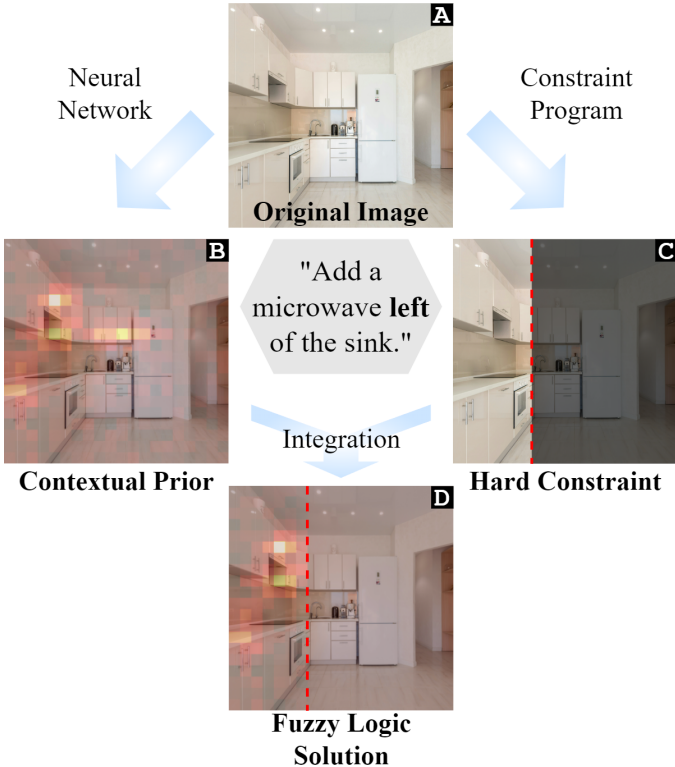 A
Neural
Network
Constraint
Program
Original Image
B
"Add a
microwave left
of the sink."
C
Integration
Contextual Prior
Hard Constraint
D
Fuzzy Logic
Solution